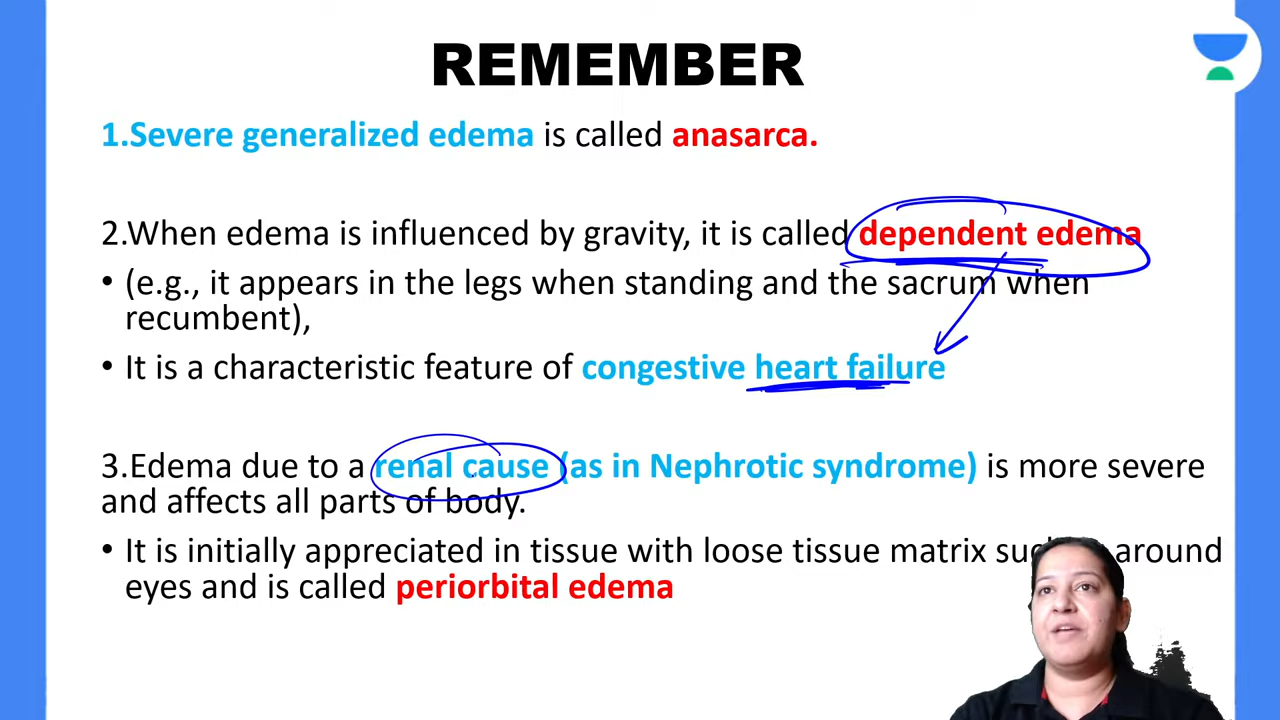 REMEMBER
1.Severe generalized edema is called anasarca.
2.When edema is influenced by gravity, it is called dependent edema
• (e.g., it appears in the legs when standing and the sacrum when
recumbent),
• It is a characteristic feature of congestive heart failure
3.Edema due to a renal cause (as in Nephrotic syndrome) is more severe
and affects all parts of body.
• It is initially appreciated in tissue with loose tissue matrix around
eyes and is called periorbital edema